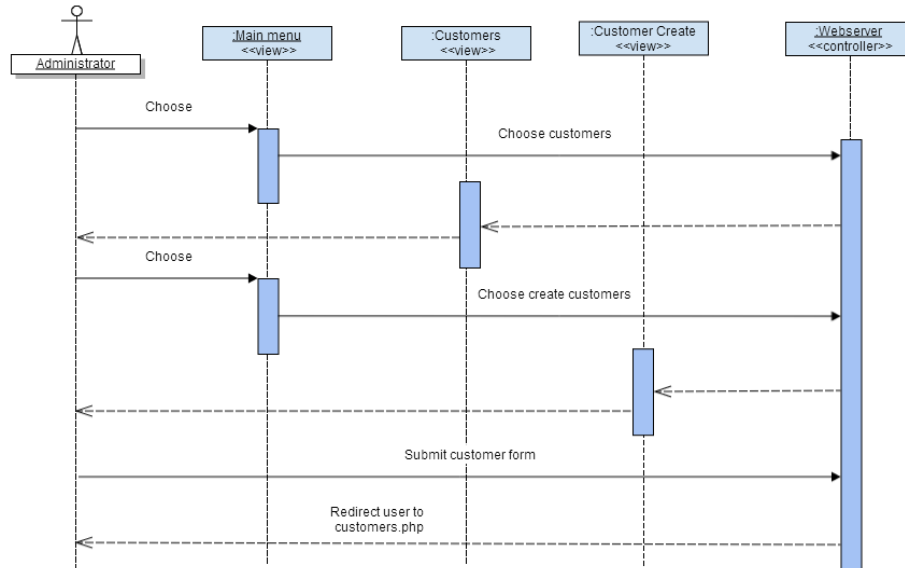 Administrator
:Main menu
<<view>>
:Customers
<<view>>
:Customer Create
<<view>>
:Webserver
<<controller>>
Choose
Choose customers
Choose
Choose create customers
Submit customer form
Redirect user to
customers.php